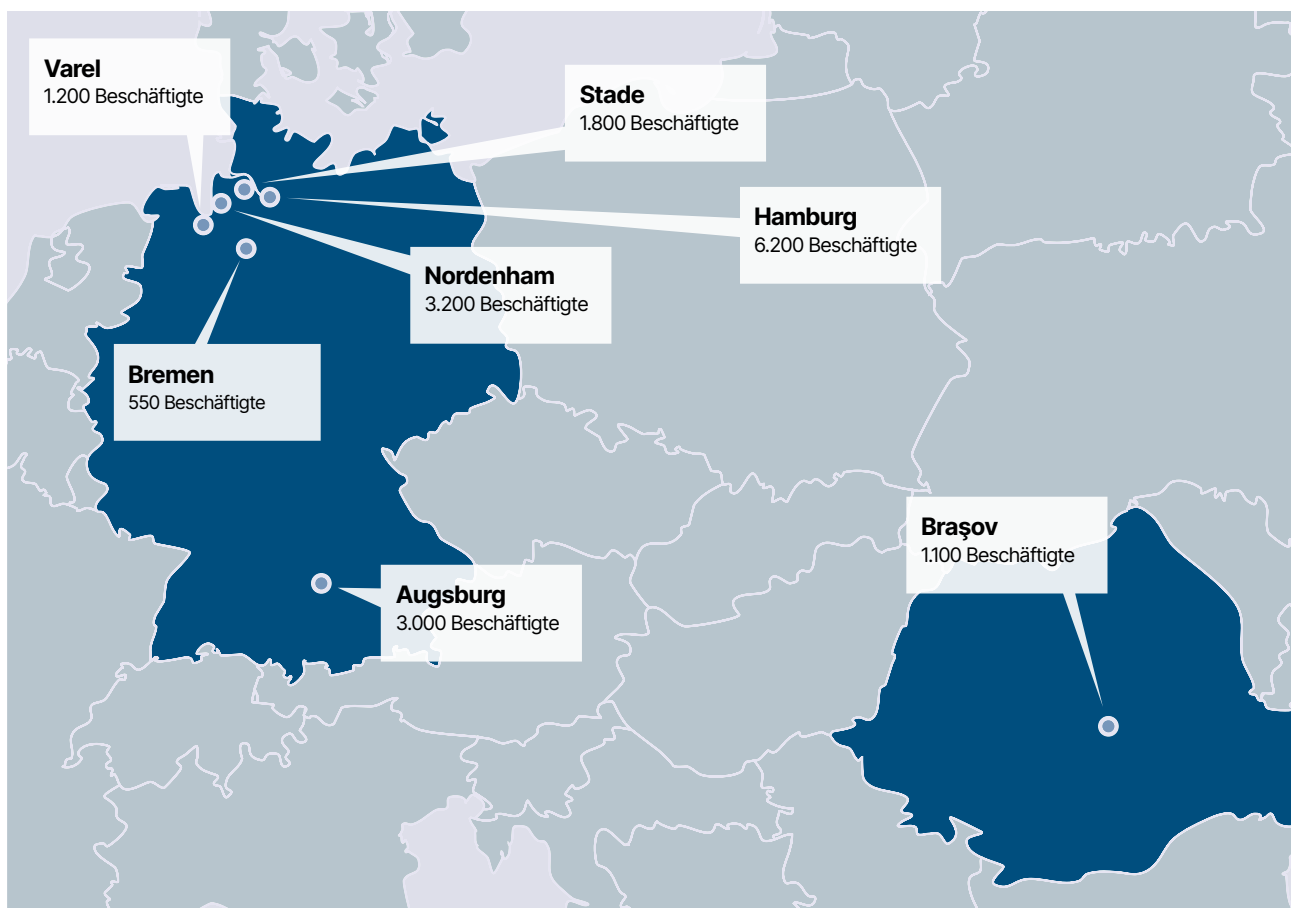 Varel
1.200 Beschäftigte
Stade
1.800 Beschäftigte
Hamburg
6.200 Beschäftigte
Nordenham
3.200 Beschäftigte
Bremen
550 Beschäftigte
Braşov
1.100 Beschäftigte
Augsburg
3.000 Beschäftigte